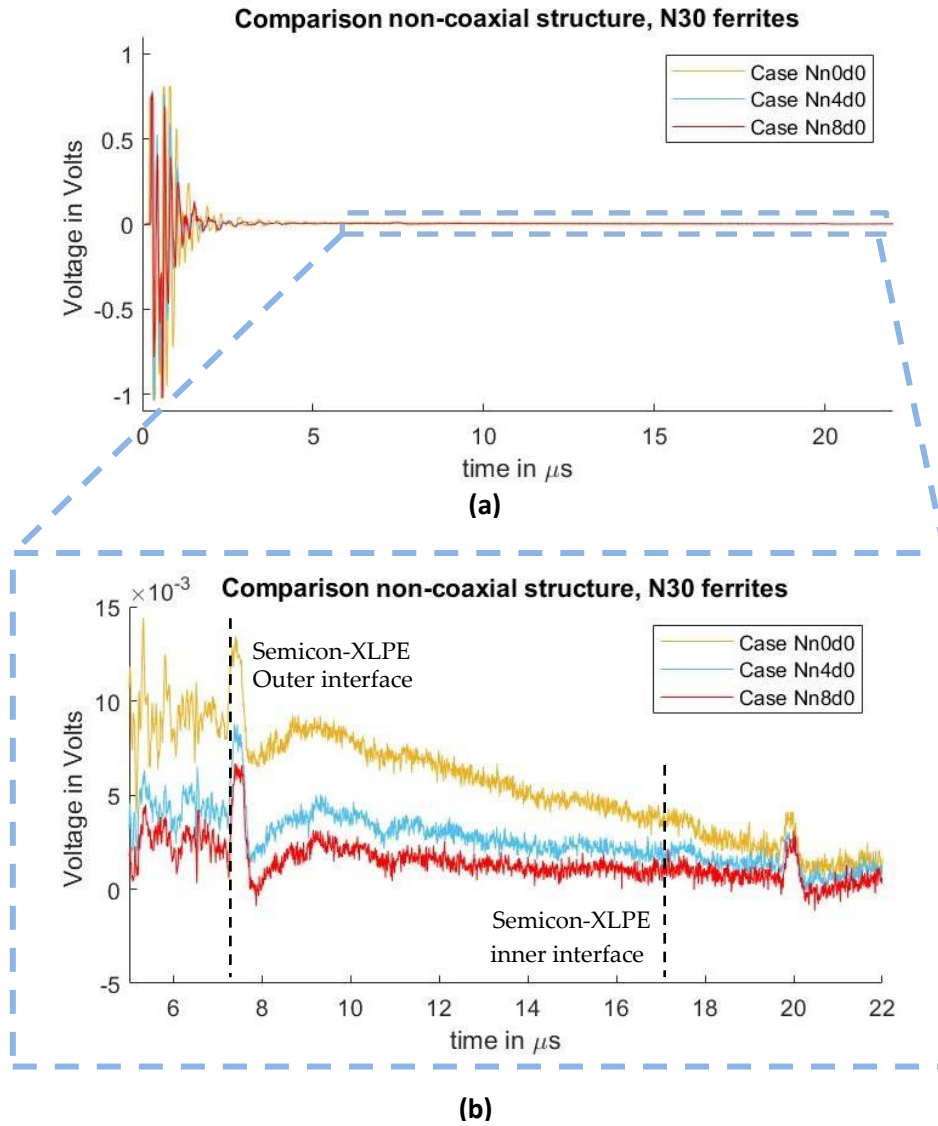 Comparison non-coaxial structure, N30 ferrites
1
0.5
0
-0.5
-1
Voltage in Volts
Case Nn0d0
Case Nn4d0
Case Nn8d0
0 5 10 15 20
time in μs
(a)
×10⁻³
Comparison non-coaxial structure, N30 ferrites
15
10
5
0
-5
Voltage in Volts
Semicon-XLPE
Outer interface
Case Nn0d0
Case Nn4d0
Case Nn8d0
Semicon-XLPE
inner interface
6 8 10 12 14 16 18 20 22
time in μs
(b)